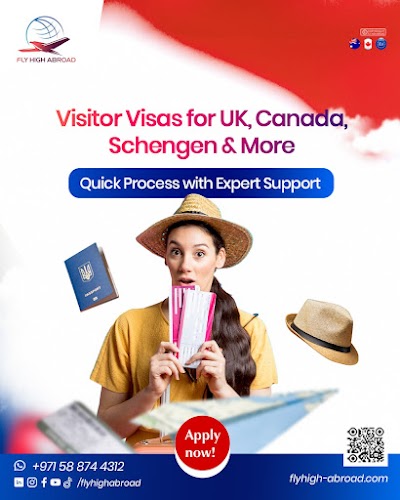 FLY HIGH ABROAD
Visitor Visas for UK, Canada,
Schengen & More
Quick Process with Expert Support
PASSPORT
Apply
now!
+971 58 874 4312
/flyhighabroad
flyhigh-abroad.com